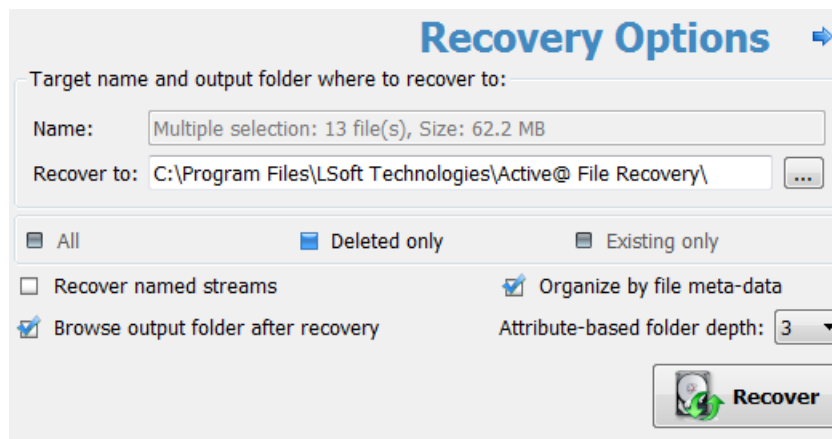 Recovery Options
Target name and output folder where to recover to:
Name: Multiple selection: 13 file(s), Size: 62.2 MB
Recover to: C:\Program Files\LSoft Technologies\Active@ File Recovery\ ...
All Deleted only Existing only
Recover named streams Organize by file meta-data
Browse output folder after recovery Attribute-based folder depth: 3
Recover